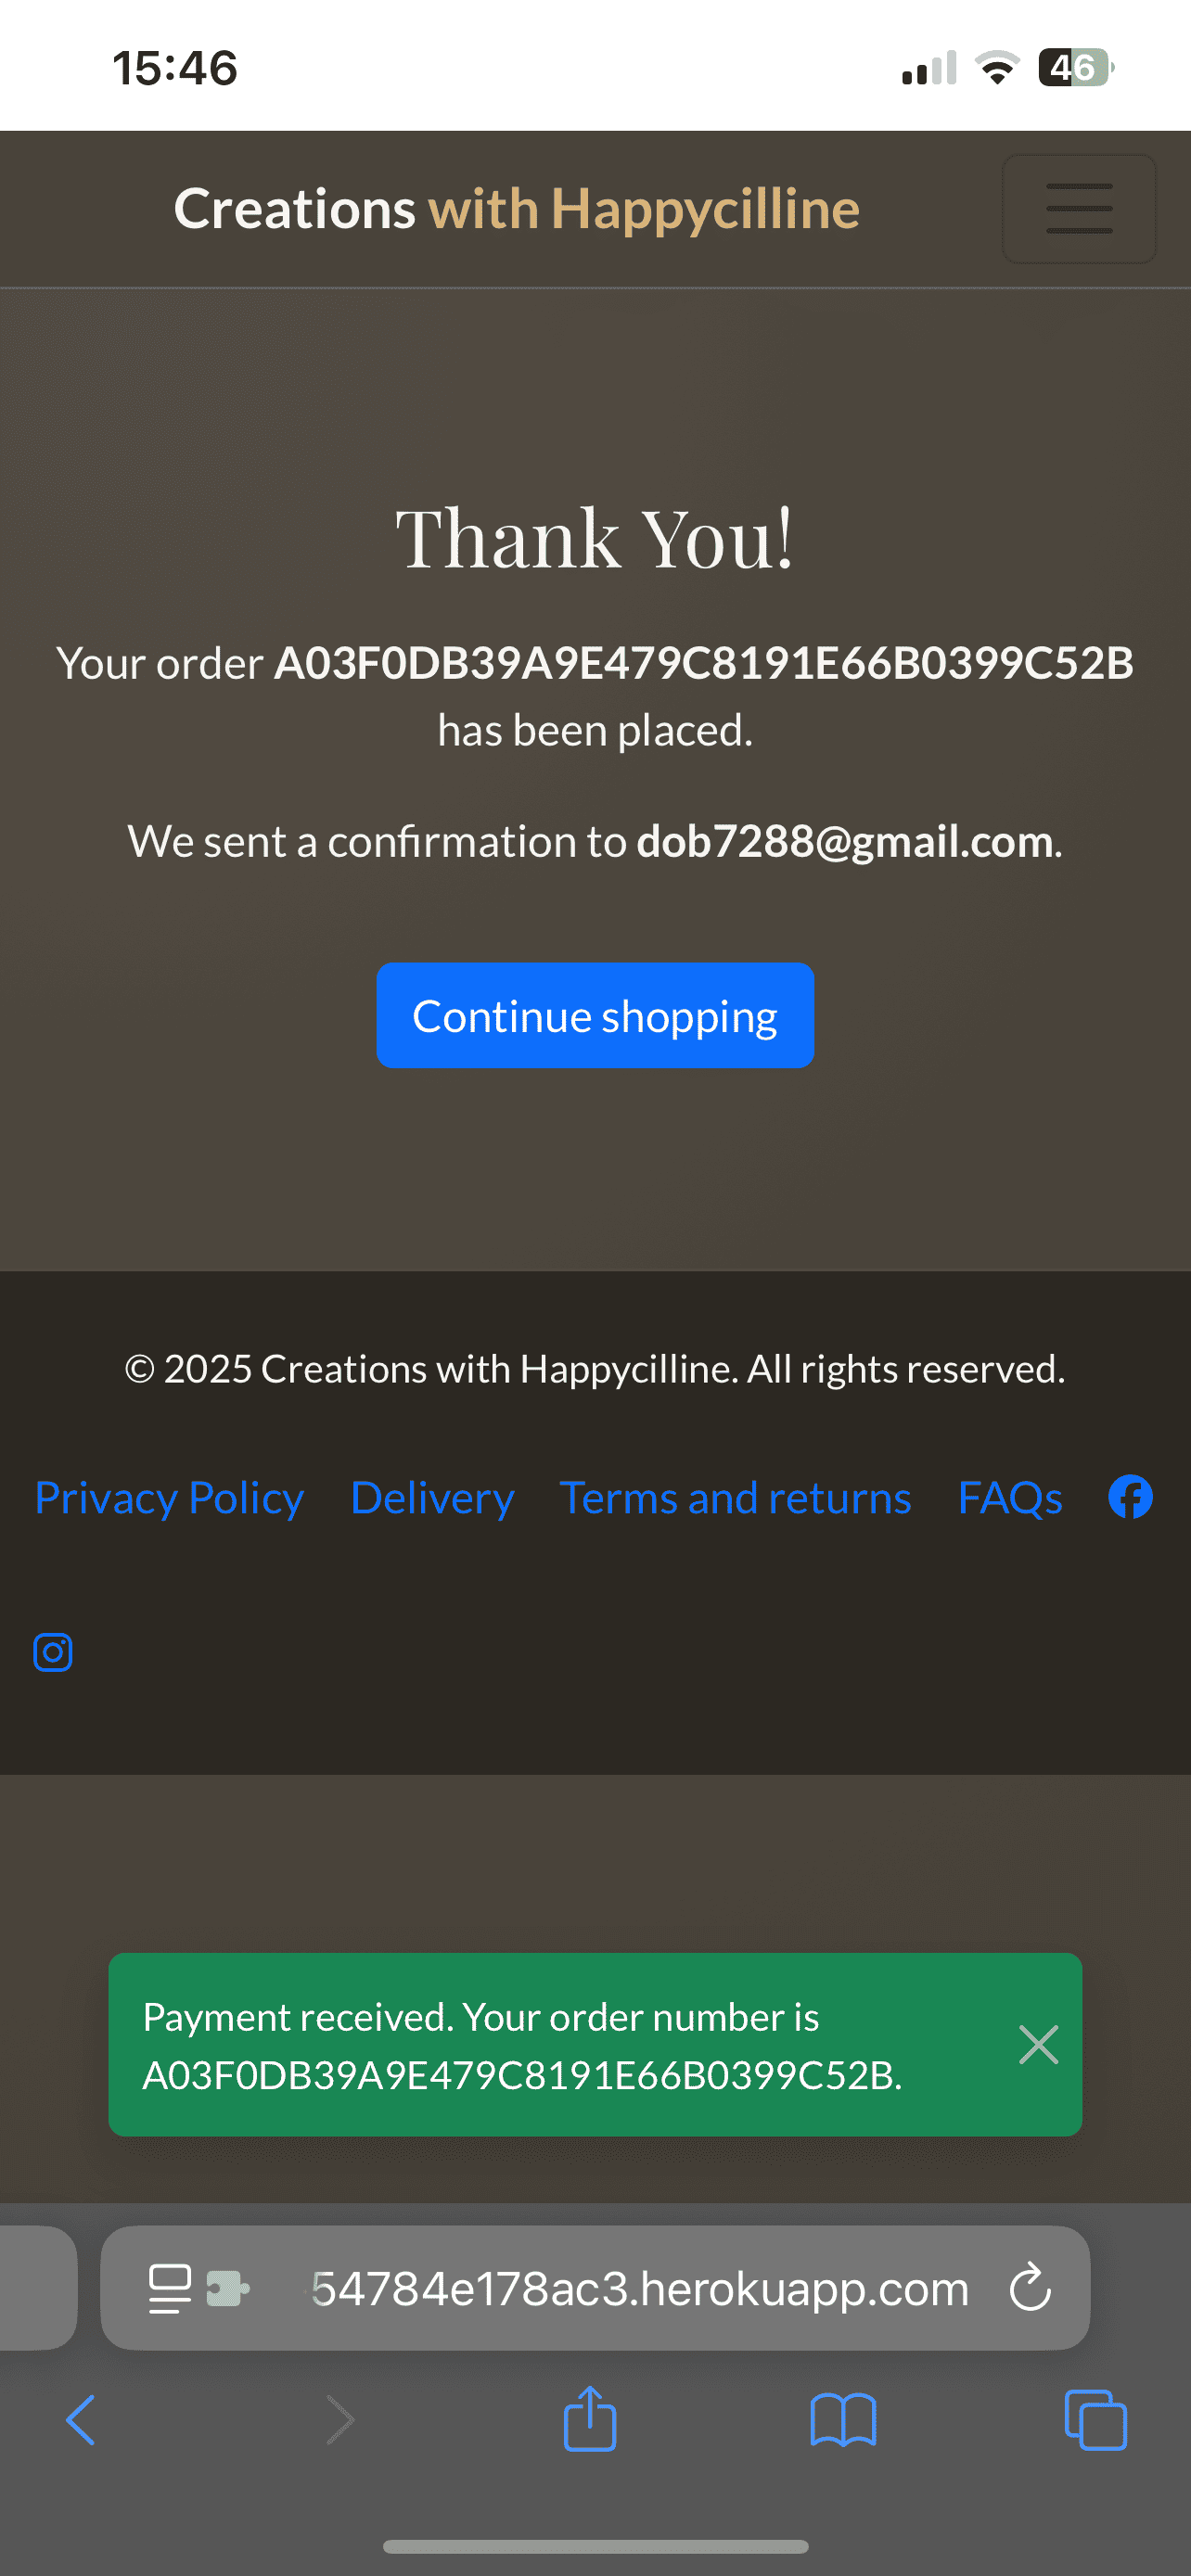 15:46
46
Creations with Happycilline
Thank You!
Your order A03F0DB39A9E479C8191E66B0399C52B
has been placed.
We sent a confirmation to dob7288@gmail.com.
Continue shopping
© 2025 Creations with Happycilline. All rights reserved.
Privacy Policy Delivery Terms and returns FAQs
Payment received. Your order number is
A03F0DB39A9E479C8191E66B0399C52B.
54784e178ac3.herokuapp.com